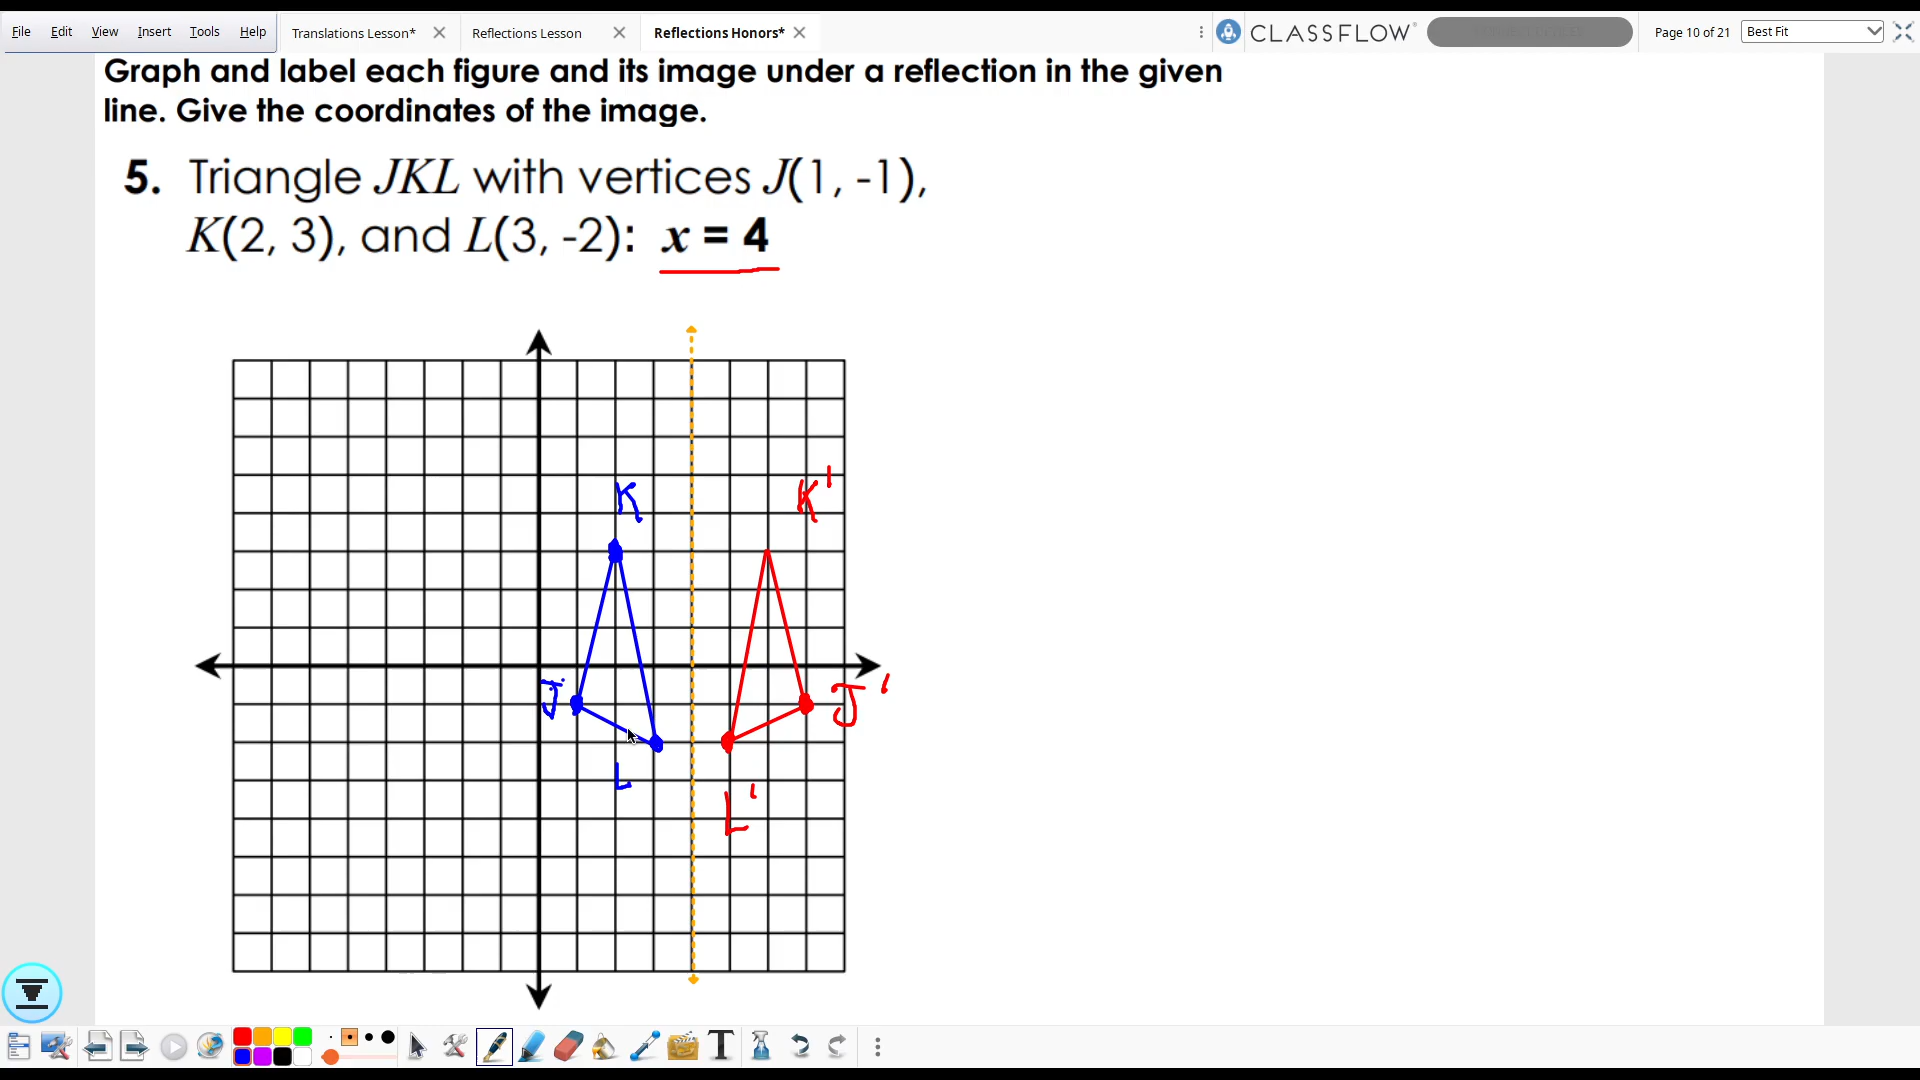 File Edit View Insert Tools Help Translations Lesson* Reflections Lesson Reflections Honors* CLASSFLOW Page 10 of 21 Best Fit
Graph and label each figure and its image under a reflection in the given
line. Give the coordinates of the image.
5. Triangle JKL with vertices J(1, -1),
K(2, 3), and L(3, -2): x = 4
K K'
J J'
L L'
T